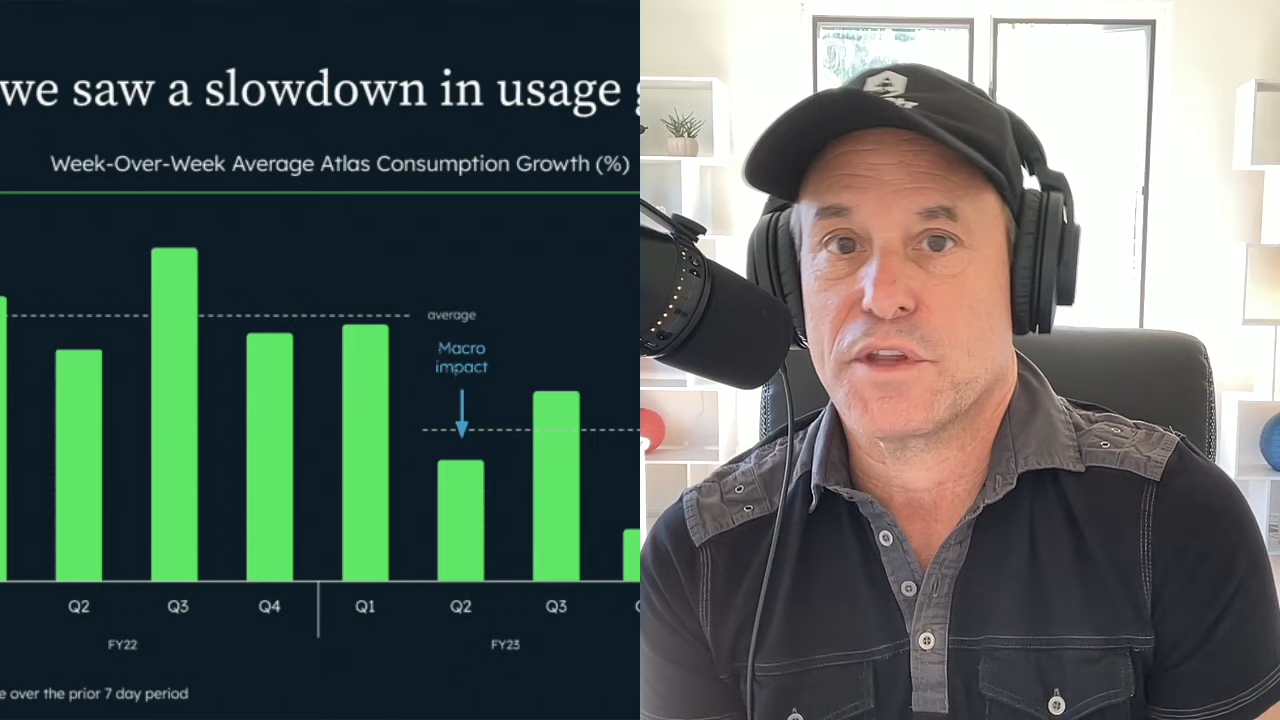 we saw a slowdown in usage
Week-Over-Week Average Atlas Consumption Growth (%)
average
Macro
impact
Q2 Q3 Q4 Q1 Q2 Q3
FY22 FY23
e over the prior 7 day period